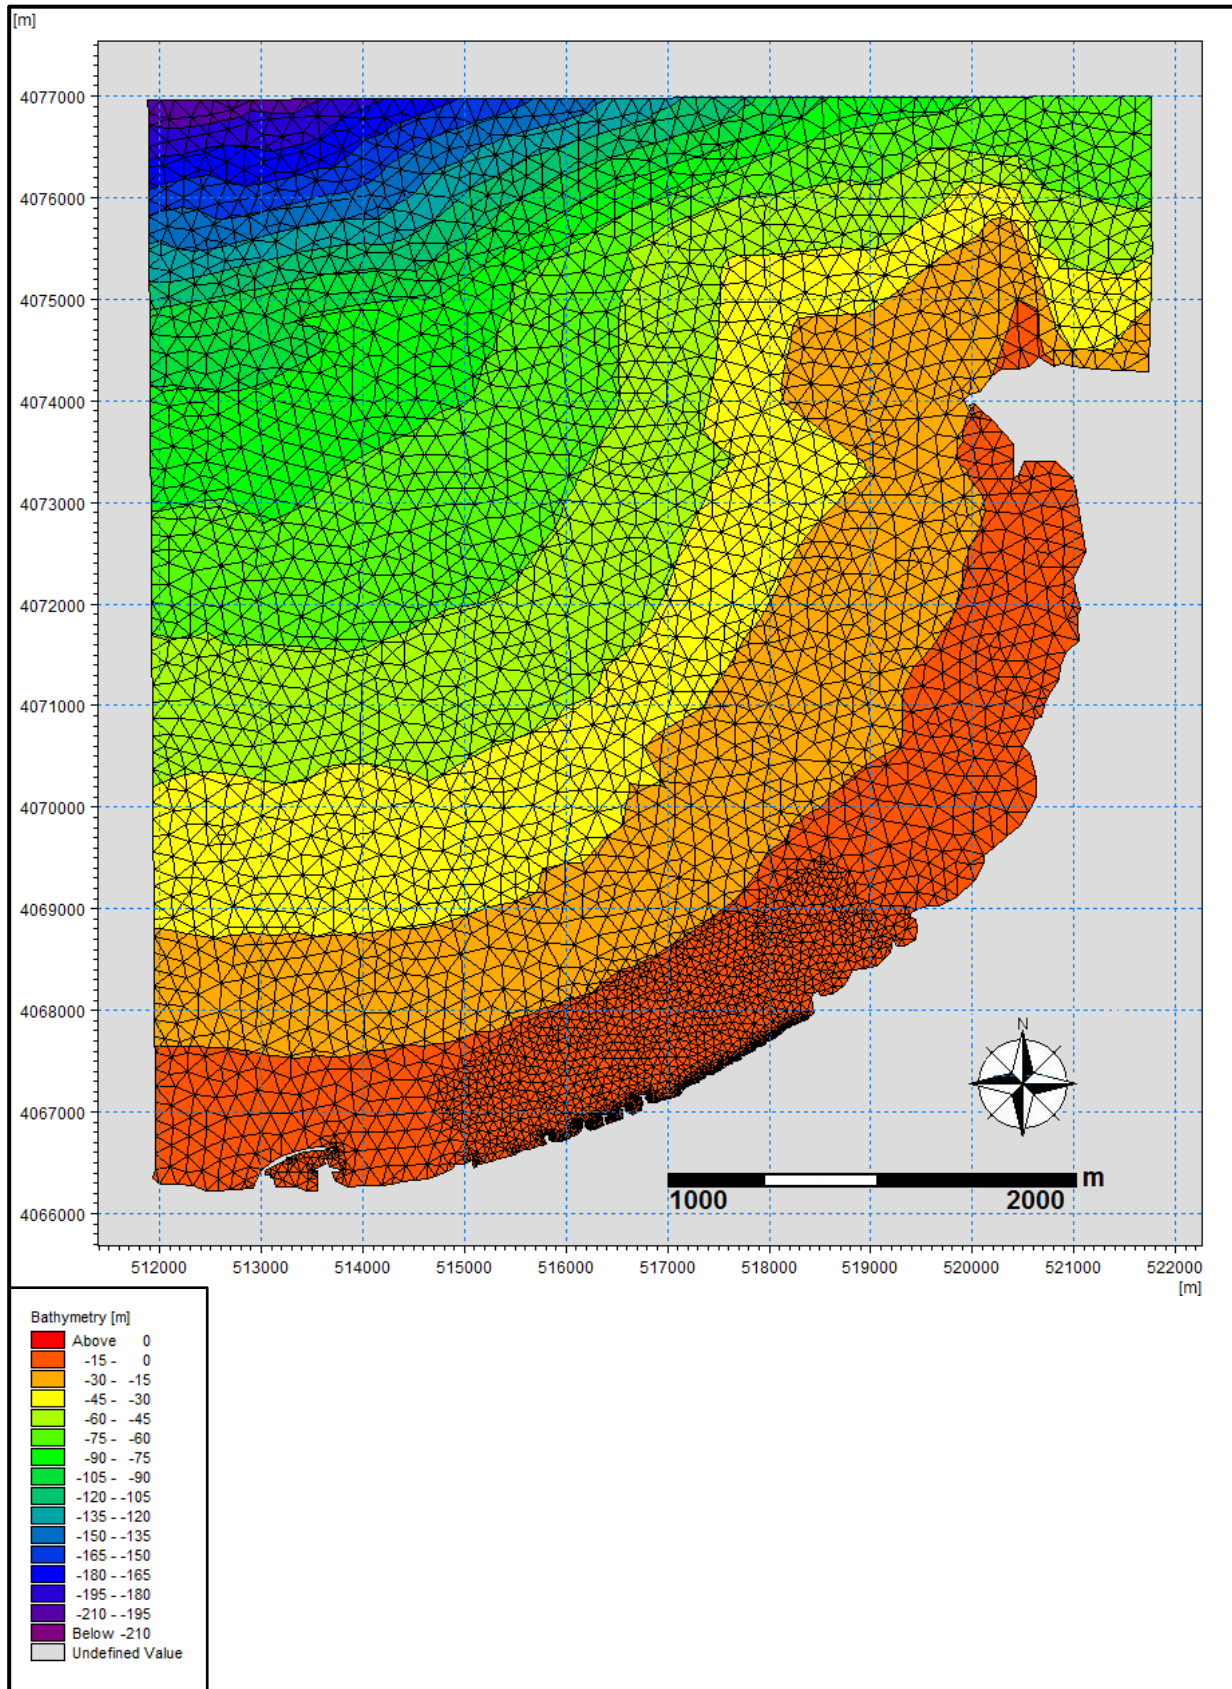 [m]
4077000
4076000
4075000
4074000
4073000
4072000
4071000
4070000
4069000
4068000
4067000
4066000
N
1000 2000 m
512000 513000 514000 515000 516000 517000 518000 519000 520000 521000 522000
[m]
Bathymetry [m]
Above 0
-15 - 0
-30 - -15
-45 - -30
-60 - -45
-75 - -60
-90 - -75
-105 - -90
-120 - -105
-135 - -120
-150 - -135
-165 - -150
-180 - -165
-195 - -180
-210 - -195
Below -210
Undefined Value